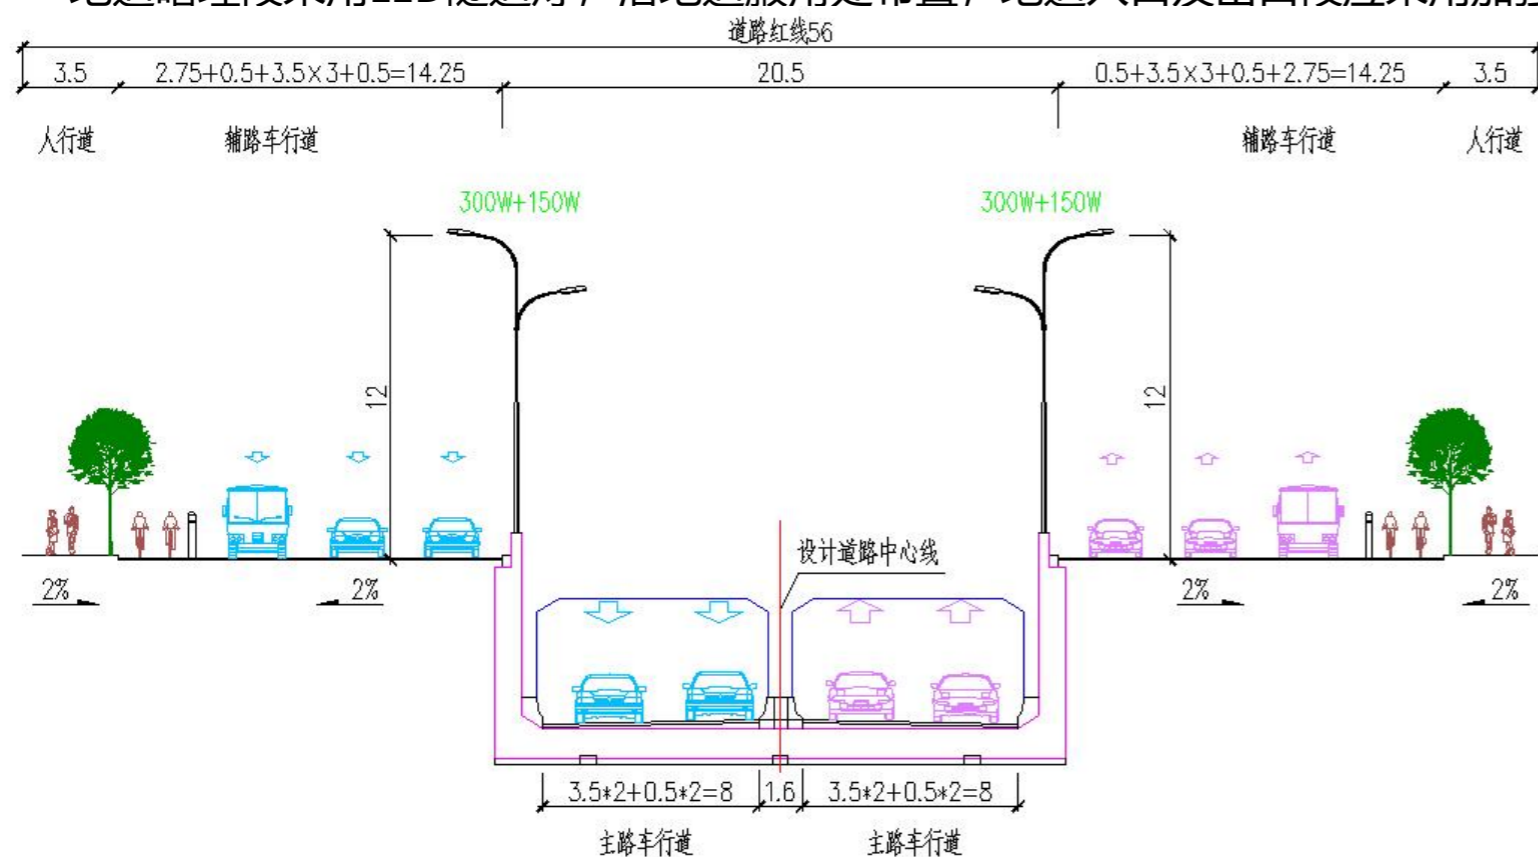 道路红线56
3.5 2.75+0.5+3.5×3+0.5=14.25 20.5 0.5+3.5×3+0.5+2.75=14.25 3.5
人行道 辅路车行道 辅路车行道 人行道
300W+150W 300W+150W
12 12
设计道路中心线
2% 2% 2% 2%
3.5*2+0.5*2=8 1.6 3.5*2+0.5*2=8
主路车行道 主路车行道